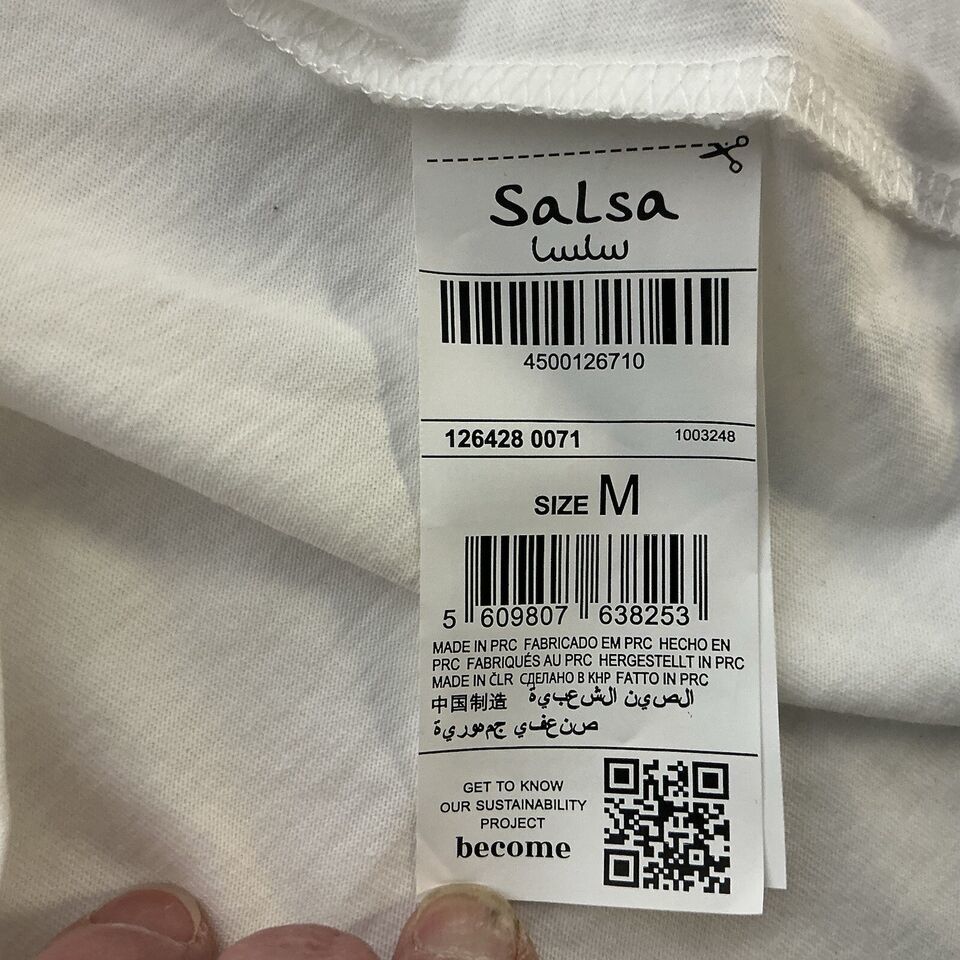 Salsa
سلسا
4500126710
126428 0071 1003248
SIZE M
5 609807 638253
MADE IN PRC FABRICADO EM PRC HECHO EN
PRC FABRIQUÉS AU PRC HERGESTELLT IN PRC
MADE IN ČLR СДЕЛАНО В КНР FATTO IN PRC
中国制造 الصين الشعبية
صنعفي جمهورية
GET TO KNOW
OUR SUSTAINABILITY
PROJECT
become